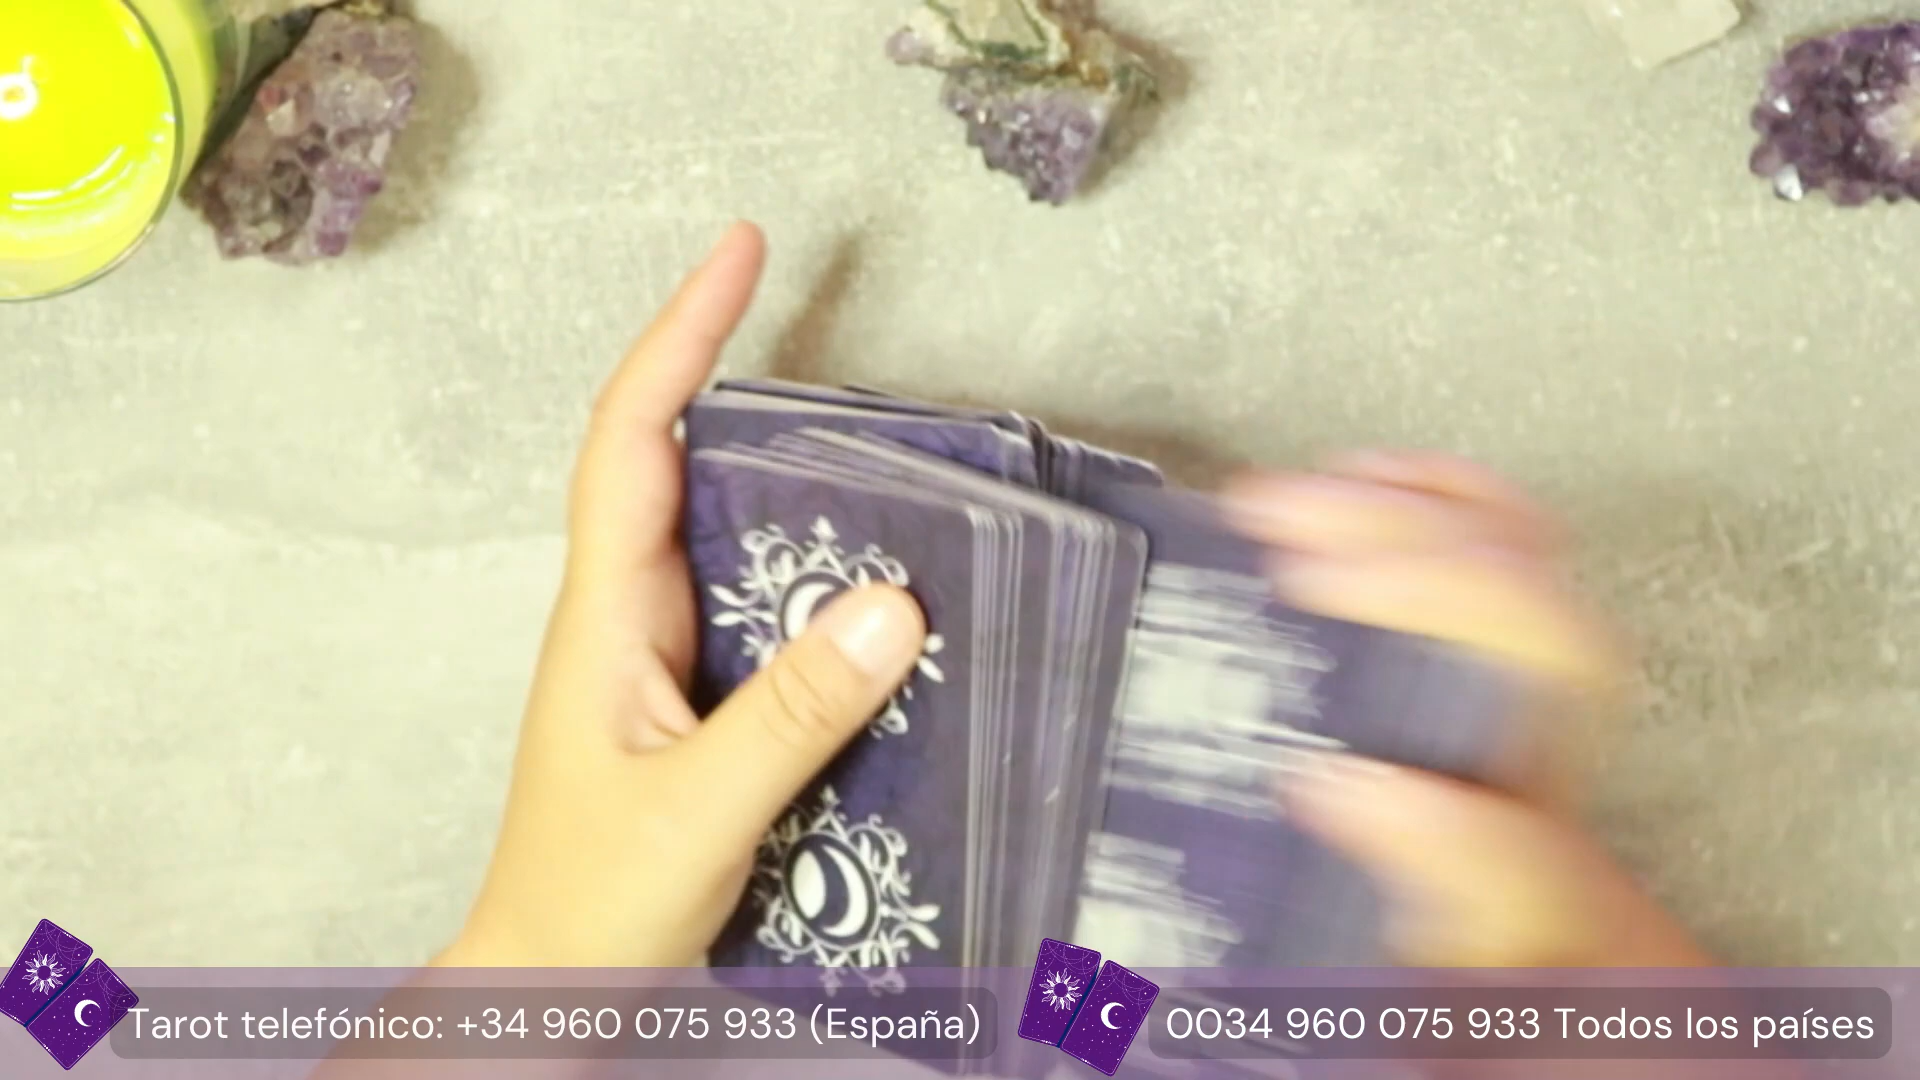 Tarot telefónico: +34 960 075 933 (España)
0034 960 075 933 Todos los países